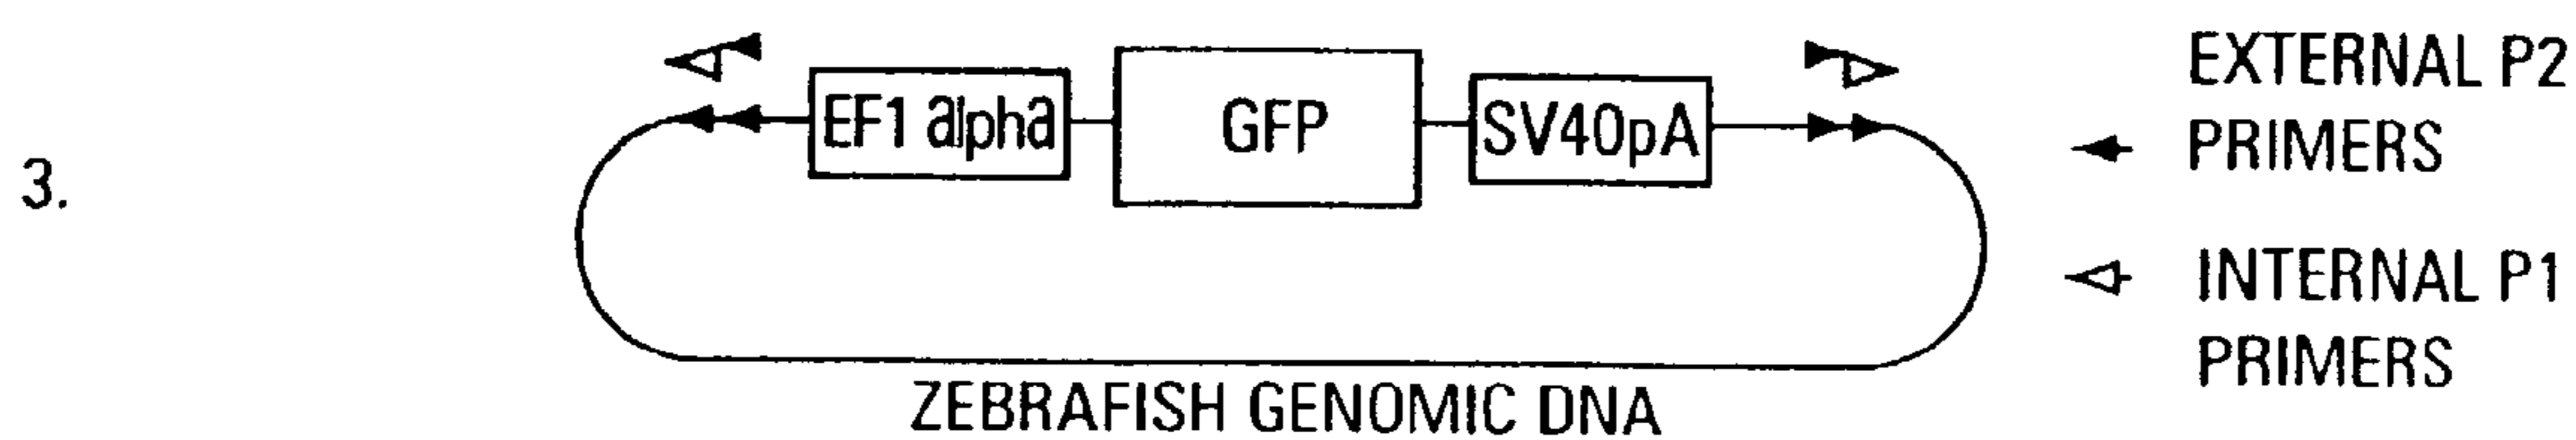 3.
EF1 alpha
GFP
SV40pA
ZEBRAFISH GENOMIC DNA
EXTERNAL P2
PRIMERS
INTERNAL P1
PRIMERS